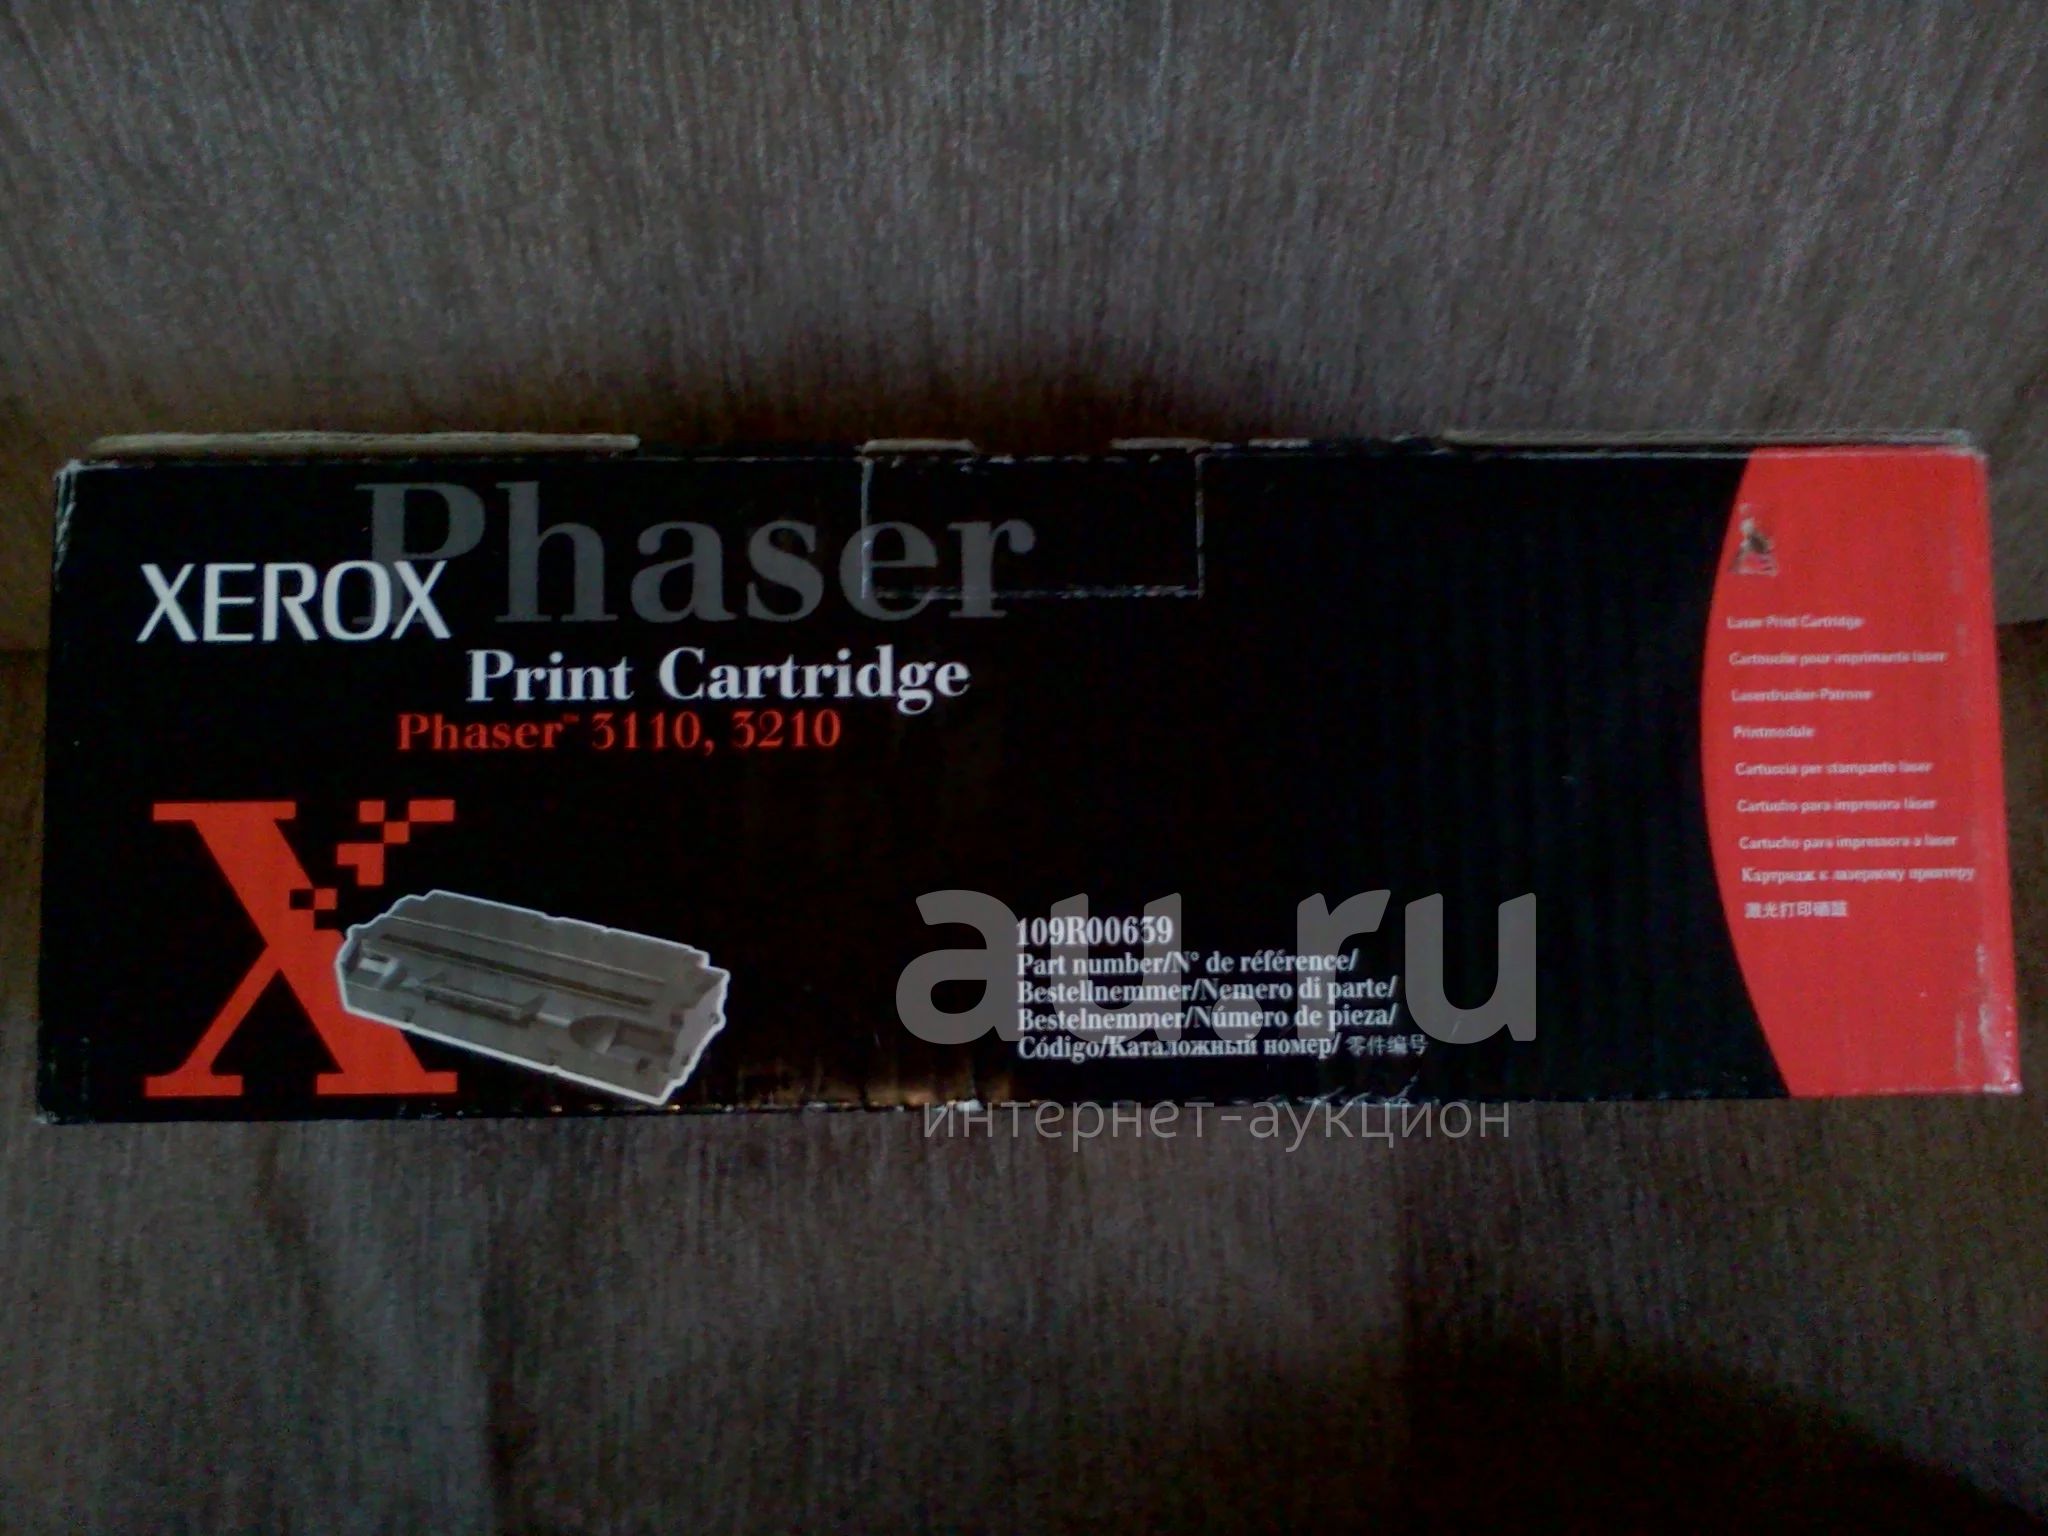 Phaser
XEROX
Print Cartridge
Phaser™ 3110, 3210
109R00639
Part number/N° de référence/
Bestellnemmer/Nemero di parte/
Bestelnemmer/Número de pieza/
Código/Каталожный номер/ 零件编号
Laser Print Cartridge
Cartouche pour imprimante laser
Laserdrucker-Patrone
Printmodule
Cartuccia per stampante laser
Cartucho para impresora láser
Cartucho para impressora a laser
Картридж к лазерному принтеру
激光打印硒鼓
au.ru
интернет-аукцион